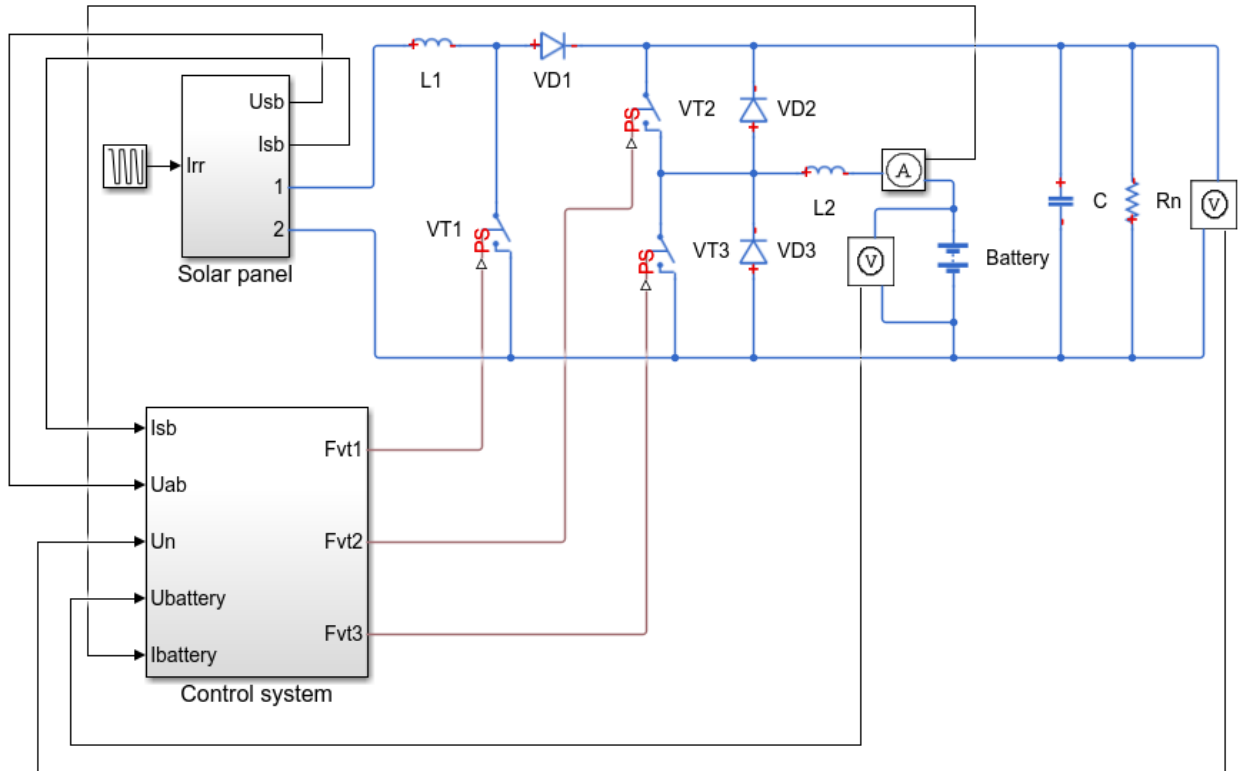 Usb
Isb
Irr
1
2
Solar panel
L1
VD1
VT1
PS
VT2
PS
VD2
VT3
PS
VD3
L2
A
V
Battery
C
Rn
V
Isb
Uab
Un
Ubattery
Ibattery
Fvt1
Fvt2
Fvt3
Control system